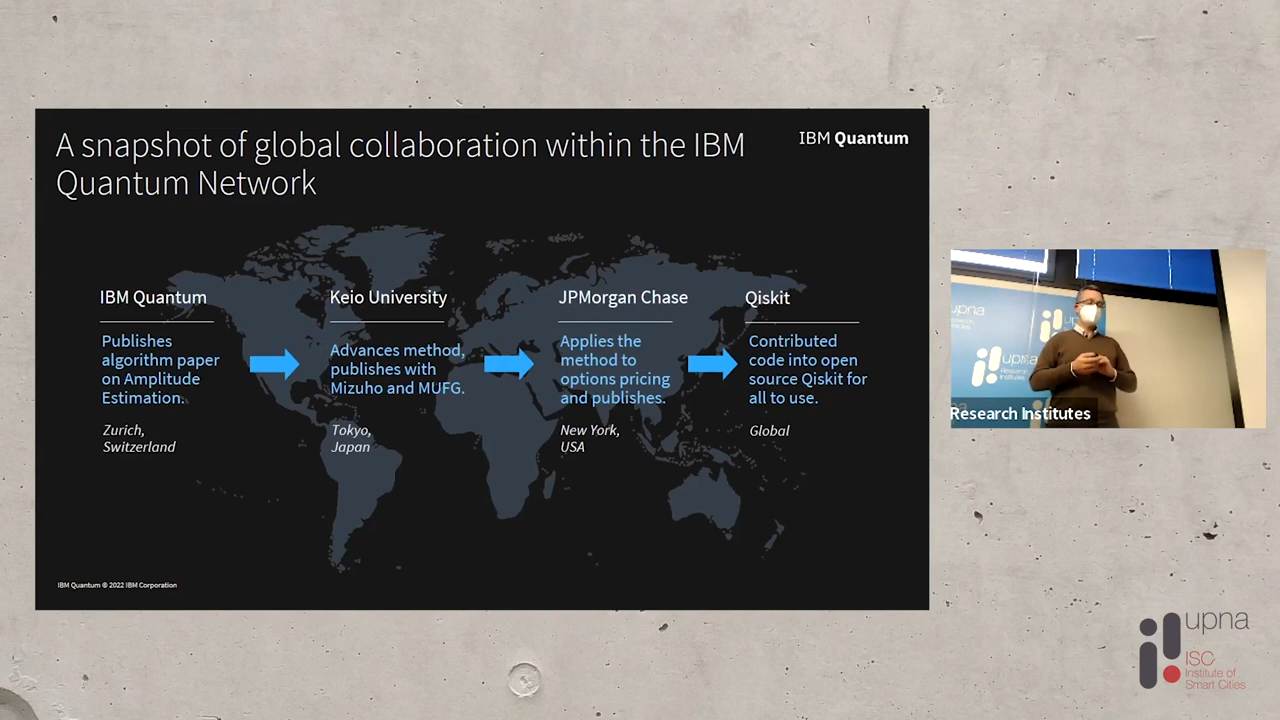 A snapshot of global collaboration within the IBM
Quantum Network
IBM Quantum
IBM Quantum
Publishes
algorithm paper
on Amplitude
Estimation.
Zurich,
Switzerland
Keio University
Advances method,
publishes with
Mizuho and MUFG.
Tokyo,
Japan
JPMorgan Chase
Applies the
method to
options pricing
and publishes.
New York,
USA
Qiskit
Contributed
code into open
source Qiskit for
all to use.
Global
IBM Quantum © 2022 IBM Corporation
upna
Research
Institutes
Research Institutes
upna
ISC
Institute of
Smart Cities